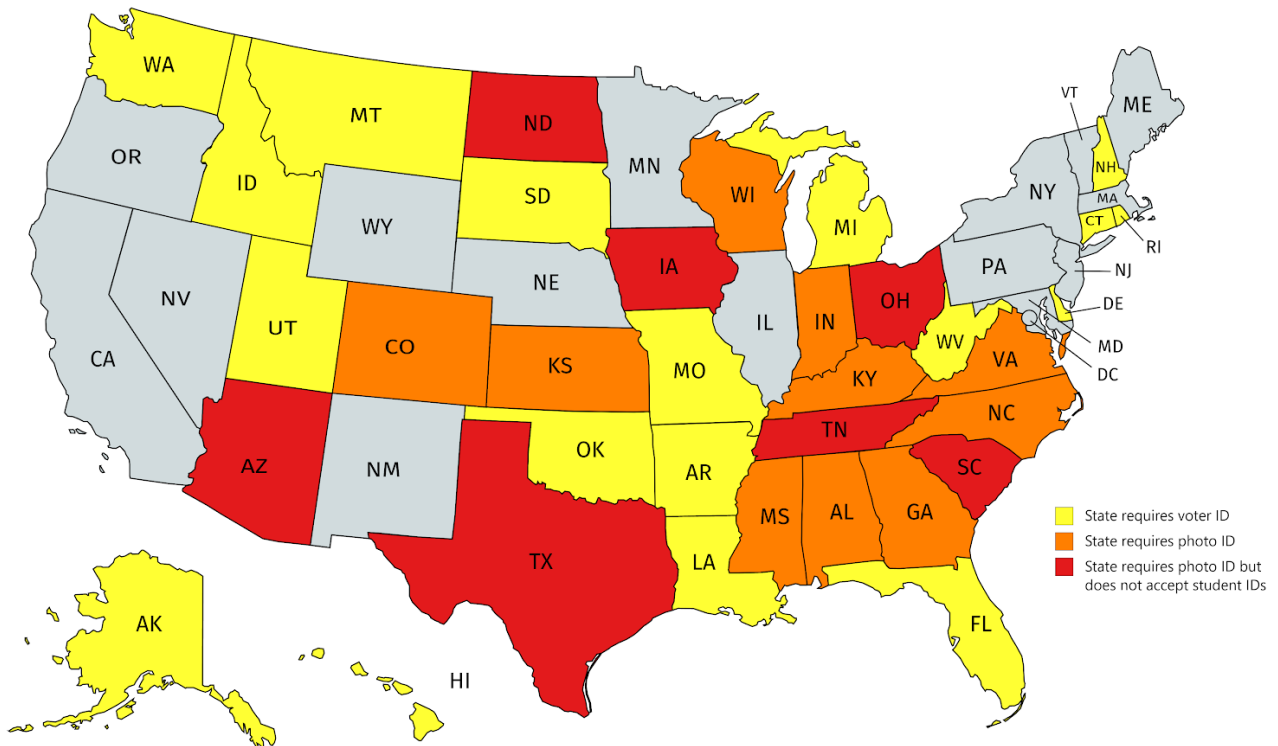 WA
MT
ND
MN
VT
ME
OR
ID
SD
WI
MI
NY
NH
MA
CT
RI
WY
IA
PA
NJ
NV
NE
IL
IN
OH
DE
UT
CO
KS
MO
WV
VA
MD
DC
CA
KY
NC
AZ
NM
OK
AR
TN
SC
MS
AL
GA
TX
LA
FL
AK
HI
State requires voter ID
State requires photo ID
State requires photo ID but
does not accept student IDs